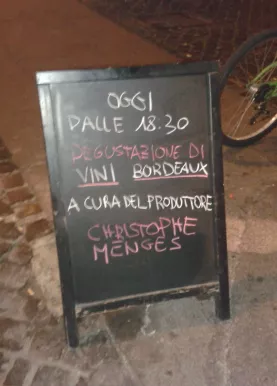 OGGI
DALLE 18.30
DEGUSTAZIONE DI
VINI BORDEAUX
A CURA DEL PRODUTTORE
CHRISTOPHE
MENGES